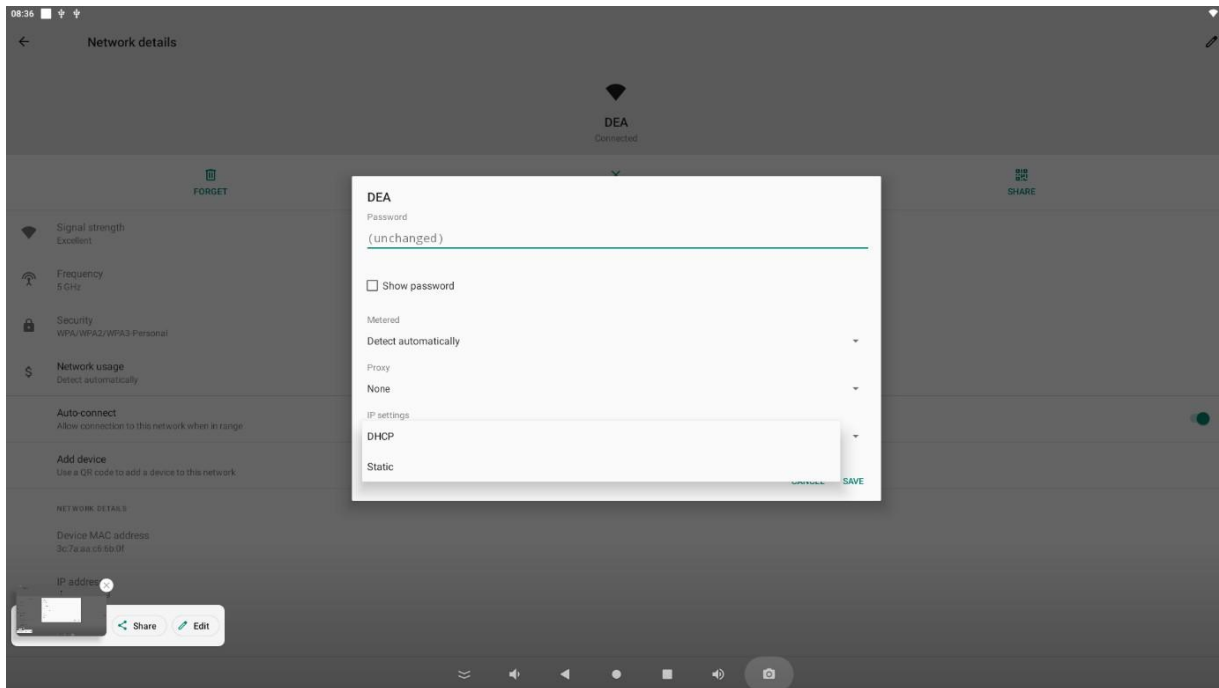 08:36
Network details
DEA
Connected
FORGET
SHARE
Signal strength
Excellent
Frequency
5 GHz
Security
WPA/WPA2/WPA3-Personal
Network usage
Detect automatically
Auto-connect
Allow connection to this network when in range
Add device
Use a QR code to add a device to this network
NETWORK DETAILS
Device MAC address
3c:7a:aa:c6:6b:0f
IP address
DEA
Password
(unchanged)
Show password
Metered
Detect automatically
Proxy
None
IP settings
DHCP
Static
CANCEL SAVE
Share Edit